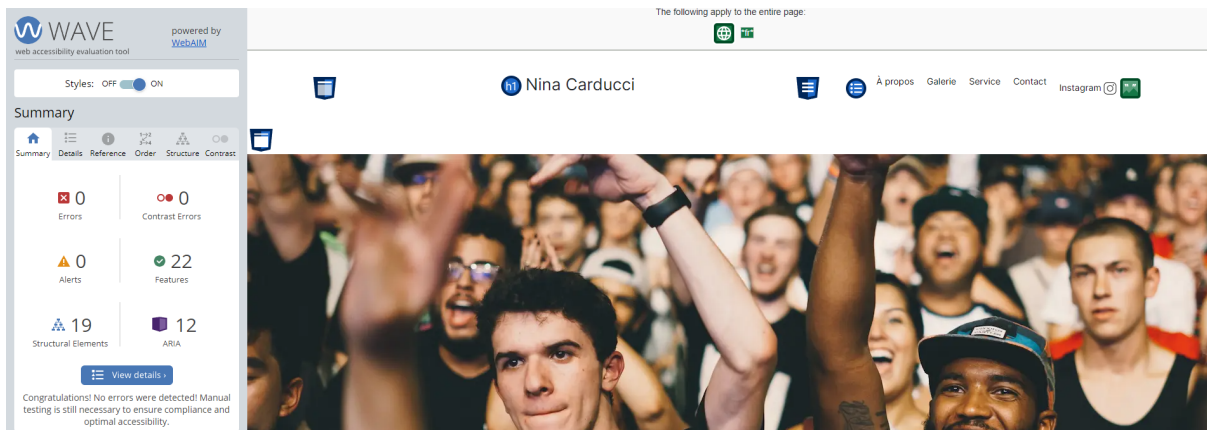 The following apply to the entire page:
WAVE
web accessibility evaluation tool
powered by
WebAIM
Styles: OFF ON
Summary
Summary Details Reference Order Structure Contrast
0
Errors
0
Contrast Errors
0
Alerts
22
Features
19
Structural Elements
12
ARIA
View details ›
Congratulations! No errors were detected! Manual
testing is still necessary to ensure compliance and
optimal accessibility.
h1 Nina Carducci
À propos Galerie Service Contact Instagram